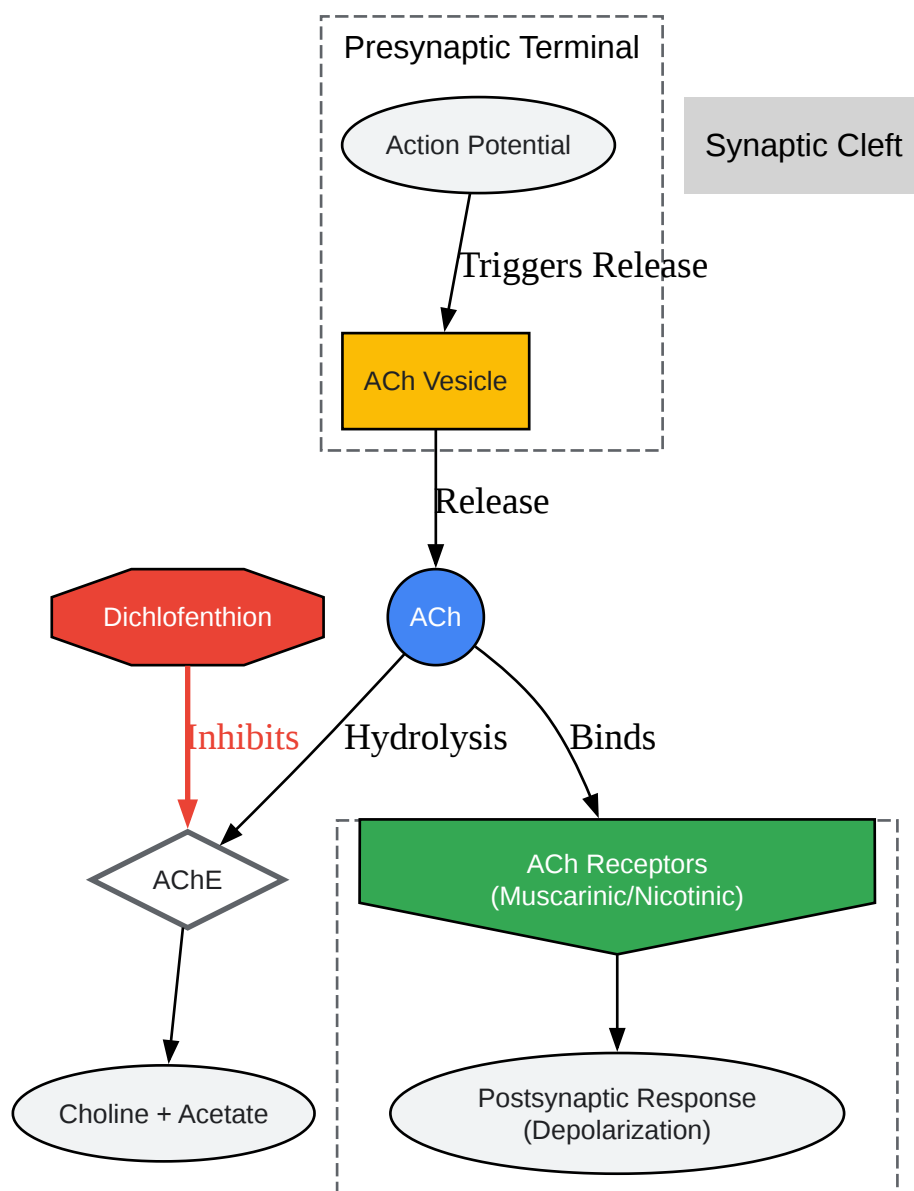 Presynaptic Terminal
Action Potential
Synaptic Cleft
Triggers Release
ACh Vesicle
Release
Dichlofenthion
ACh
Inhibits
Hydrolysis
Binds
AChE
ACh Receptors
(Muscarinic/Nicotinic)
Choline + Acetate
Postsynaptic Response
(Depolarization)